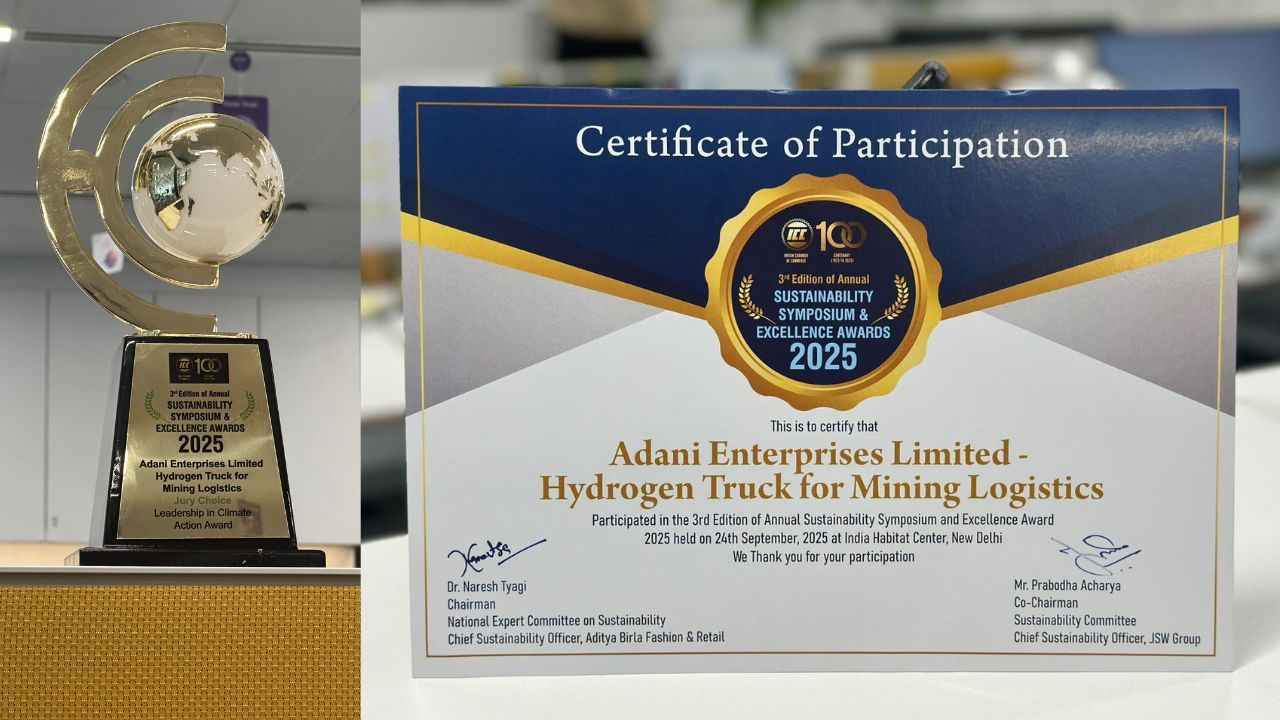 ICC 100
3rd Edition of Annual
SUSTAINABILITY
SYMPOSIUM &
EXCELLENCE AWARDS
2025
Adani Enterprises Limited
Hydrogen Truck for
Mining Logistics
Jury Choice
Leadership in Climate
Action Award
Certificate of Participation
ICC 100
INDIAN CHAMBER
OF COMMERCE
CENTENARY
3rd Edition of Annual
SUSTAINABILITY
SYMPOSIUM &
EXCELLENCE AWARDS
2025
This is to certify that
Adani Enterprises Limited -
Hydrogen Truck for Mining Logistics
Participated in the 3rd Edition of Annual Sustainability Symposium and Excellence Award
2025 held on 24th September, 2025 at India Habitat Center, New Delhi
We Thank you for your participation
Dr. Naresh Tyagi
Chairman
National Expert Committee on Sustainability
Chief Sustainability Officer, Aditya Birla Fashion & Retail
Mr. Prabodha Acharya
Co-Chairman
Sustainability Committee
Chief Sustainability Officer, JSW Group